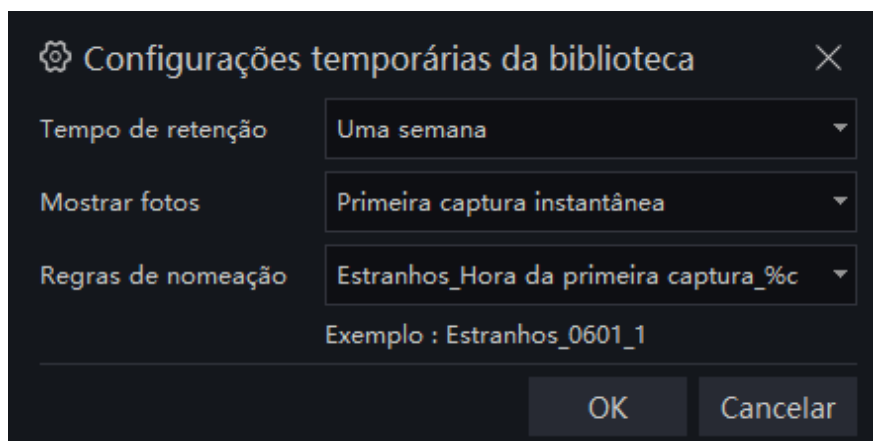 Configurações temporárias da biblioteca
Tempo de retenção Uma semana
Mostrar fotos Primeira captura instantânea
Regras de nomeação Estranhos_Hora da primeira captura_%c
Exemplo : Estranhos_0601_1
OK Cancelar